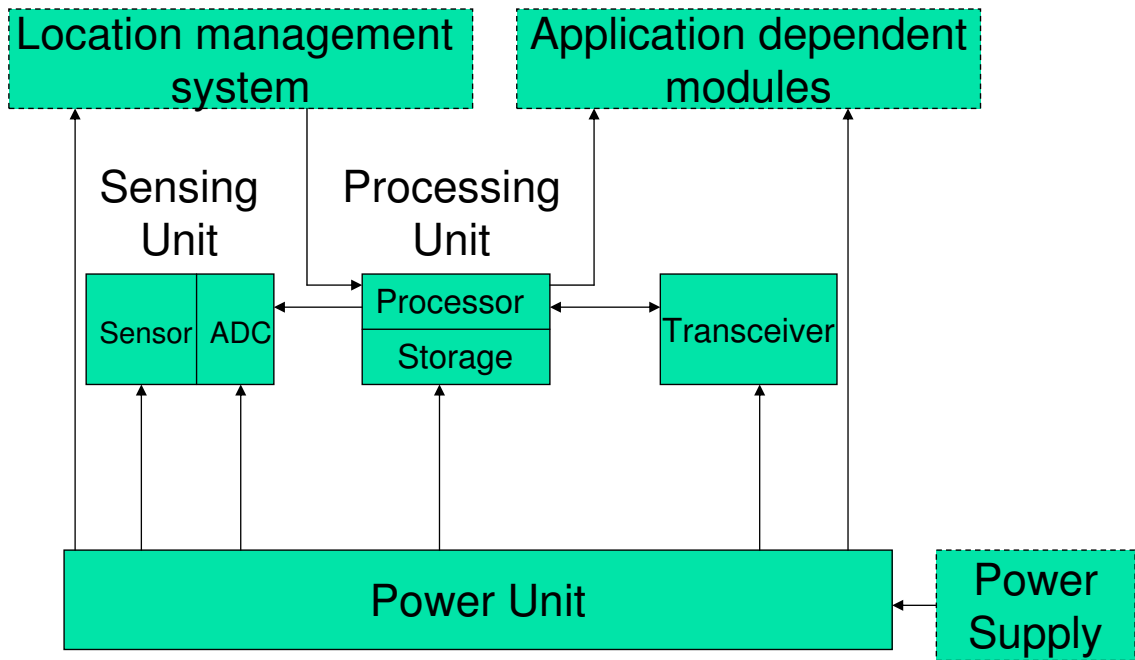 Location management
system
Application dependent
modules
Sensing
Unit
Processing
Unit
Sensor
ADC
Processor
Storage
Transceiver
Power Unit
Power
Supply